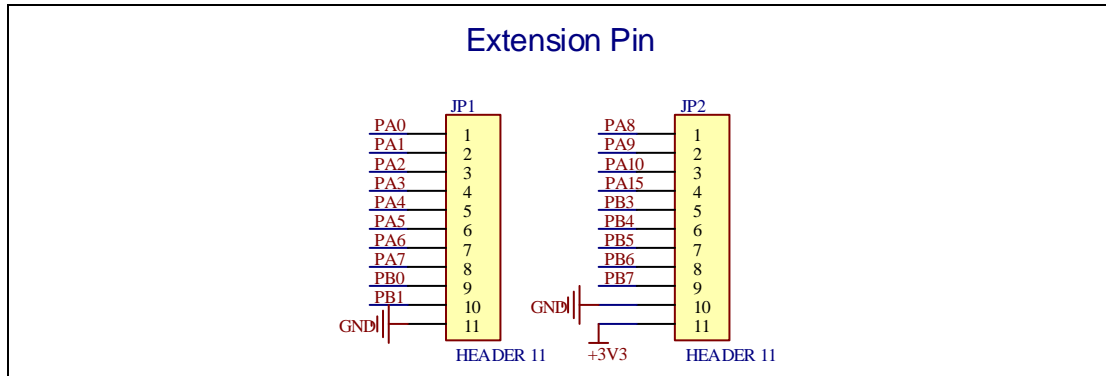 Extension Pin
JP1
PA0 1
PA1 2
PA2 3
PA3 4
PA4 5
PA5 6
PA6 7
PA7 8
PB0 9
PB1 10
GND 11
HEADER 11
JP2
PA8 1
PA9 2
PA10 3
PA15 4
PB3 5
PB4 6
PB5 7
PB6 8
PB7 9
GND 10
+3V3 11
HEADER 11